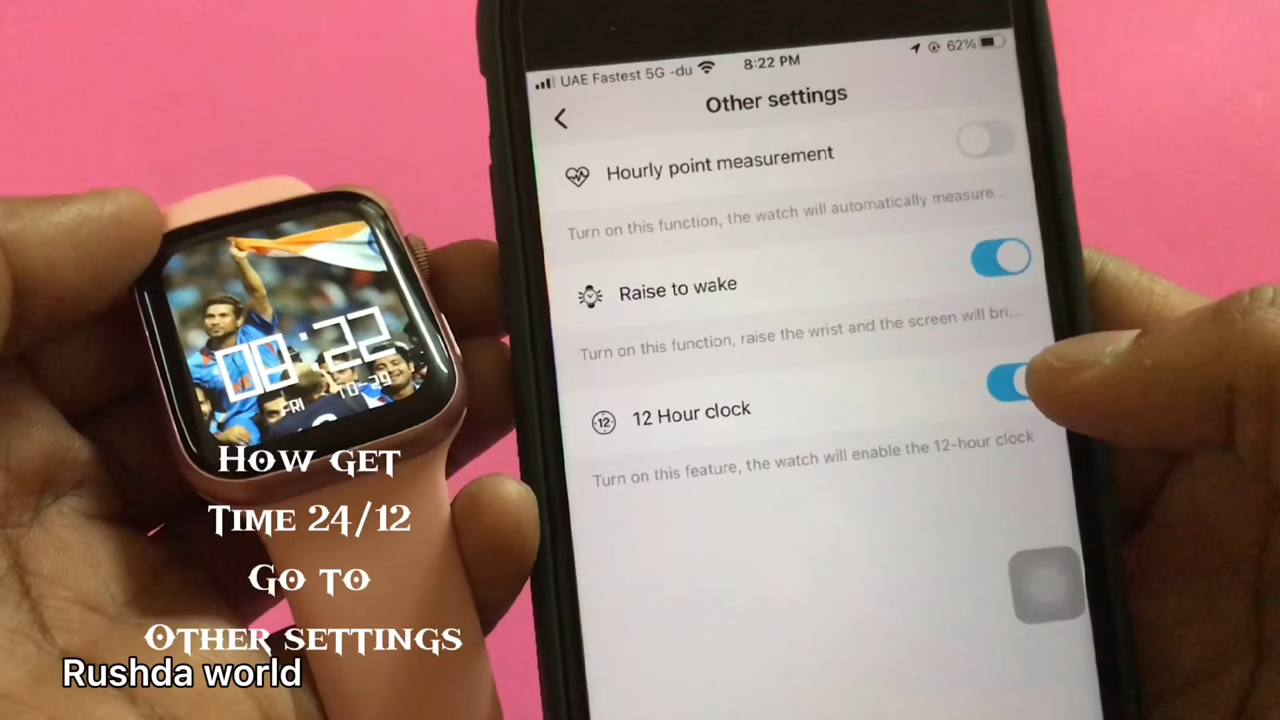 UAE Fastest 5G -du
8:22 PM
62%
Other settings
Hourly point measurement
Turn on this function, the watch will automatically measure...
Raise to wake
Turn on this function, raise the wrist and the screen will bri...
12
12 Hour clock
Turn on this feature, the watch will enable the 12-hour clock
08:22
FRI 10-29
How get
Time 24/12
Go to
Other settings
Rushda world